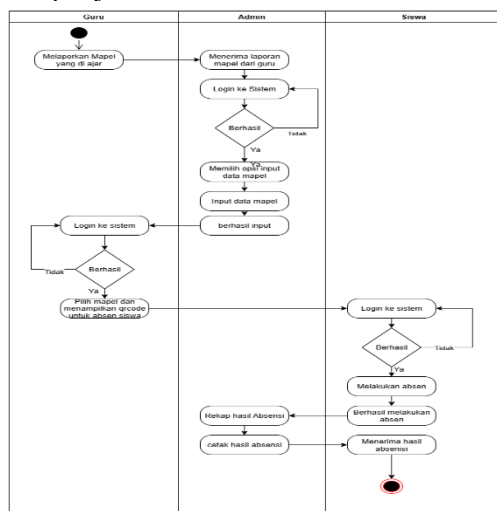 Guru
Admin
Siswa
Melaporkan Mapel
yang di ajar
Menerima laporan
mapel dari guru
Login ke Sistem
Berhasil
Tidak
Ya
Ya
Memilih opsi input
data mapel
Input data mapel
berhasil input
Login ke sistem
Berhasil
Tidak
Ya
Pilih mapel dan
menampilkan qrcode
untuk absen siswa
Login ke sistem
Berhasil
Tidak
Ya
Melakukan absen
Berhasil melakukan
absen
Rekap hasil Absensi
cetak hasil absensi
Menerima hasil
absenisi